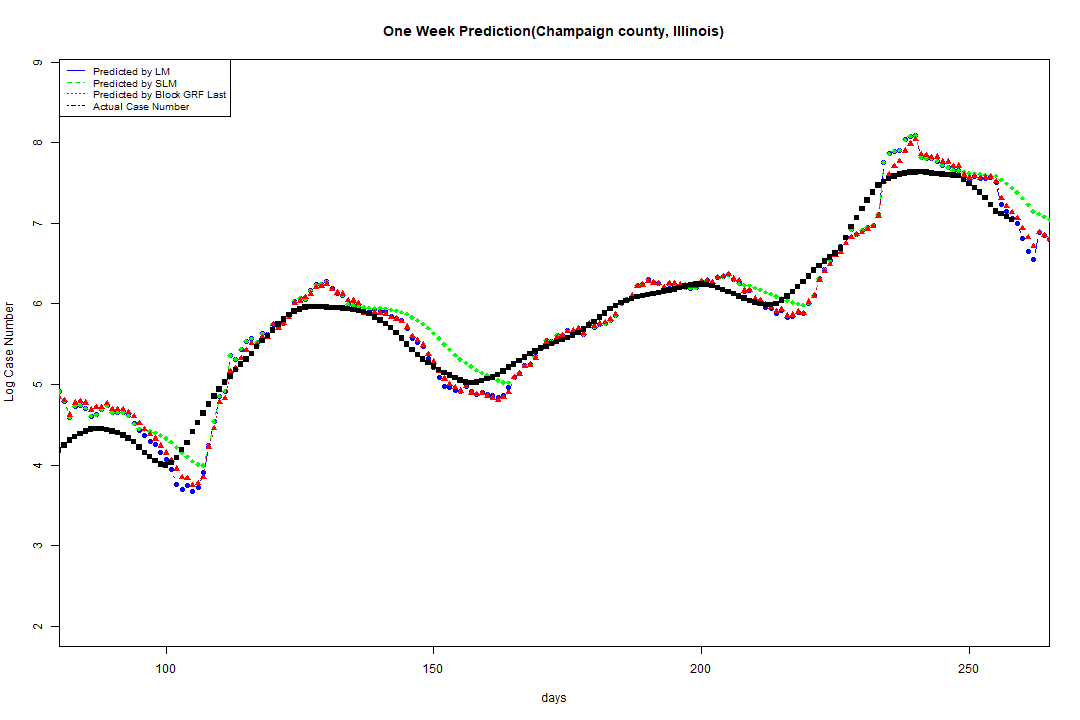 One Week Prediction(Champaign county, Illinois)
Predicted by LM
Predicted by SLM
Predicted by Block GRF Last
Actual Case Number
9
8
7
6
5
4
3
2
Log Case Number
100 150 200 250
days